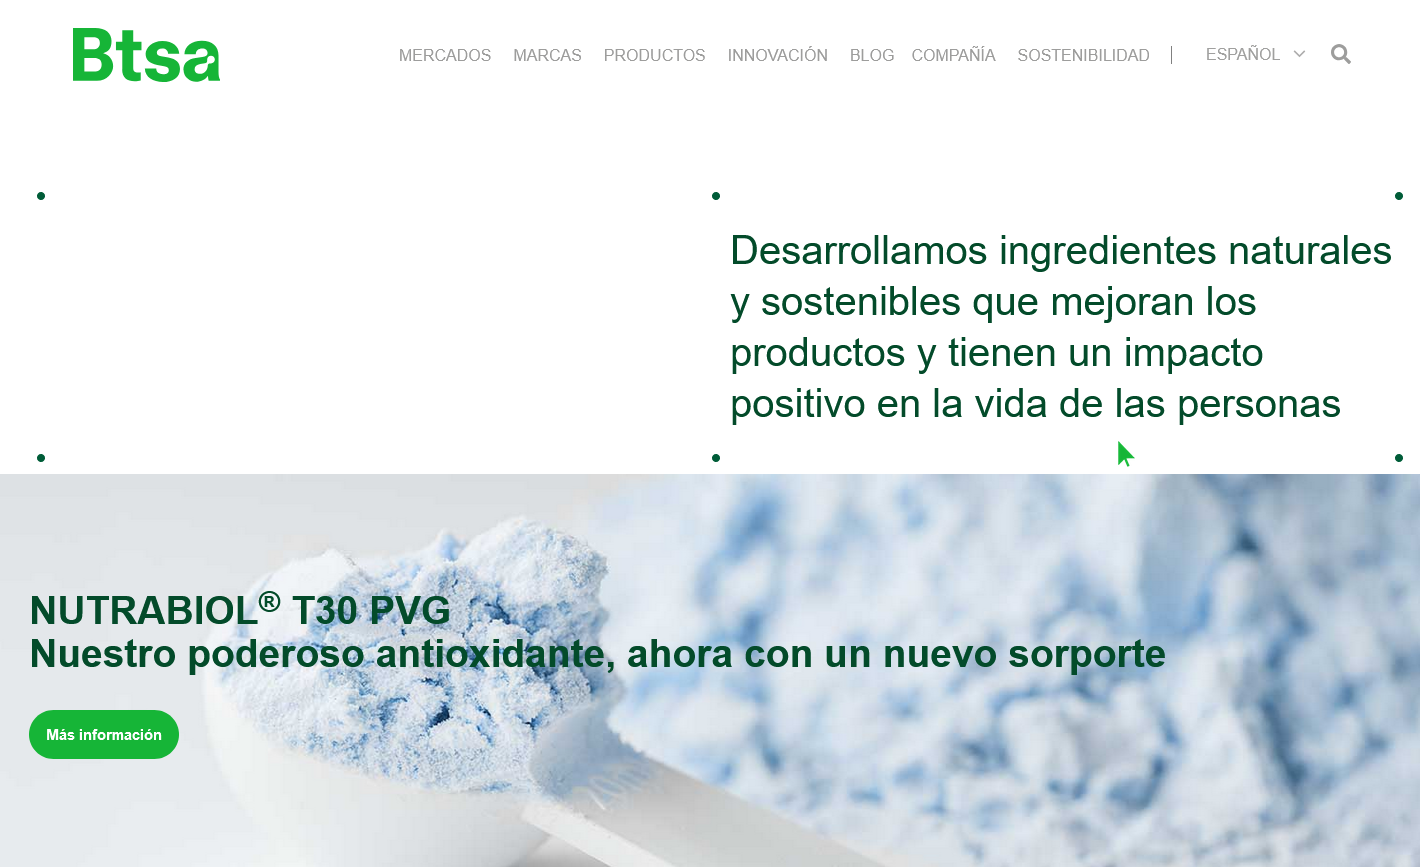 Btsa
MERCADOS MARCAS PRODUCTOS INNOVACIÓN BLOG COMPAÑÍA SOSTENIBILIDAD ESPAÑOL
Desarrollamos ingredientes naturales
y sostenibles que mejoran los
productos y tienen un impacto
positivo en la vida de las personas
NUTRABIOL® T30 PVG
Nuestro poderoso antioxidante, ahora con un nuevo sorporte
Más información